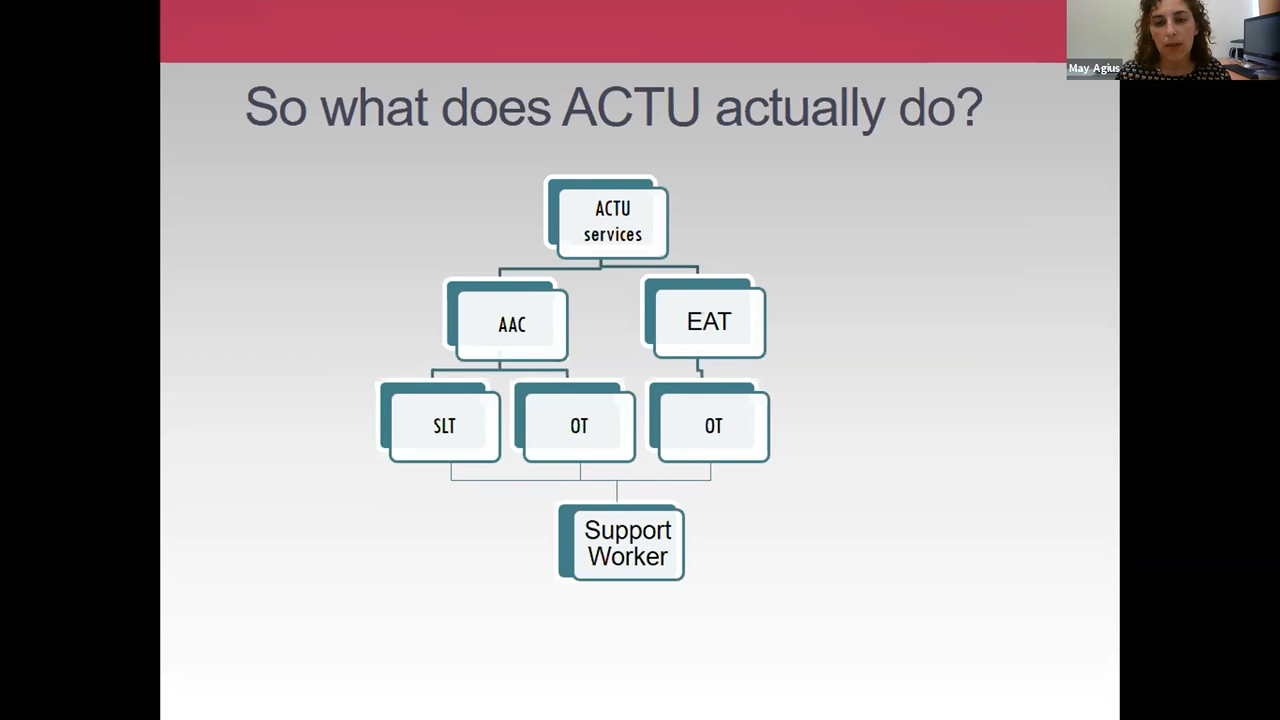 May Agius
So what does ACTU actually do?
ACTU
services
AAC
EAT
SLT
OT
OT
Support
Worker